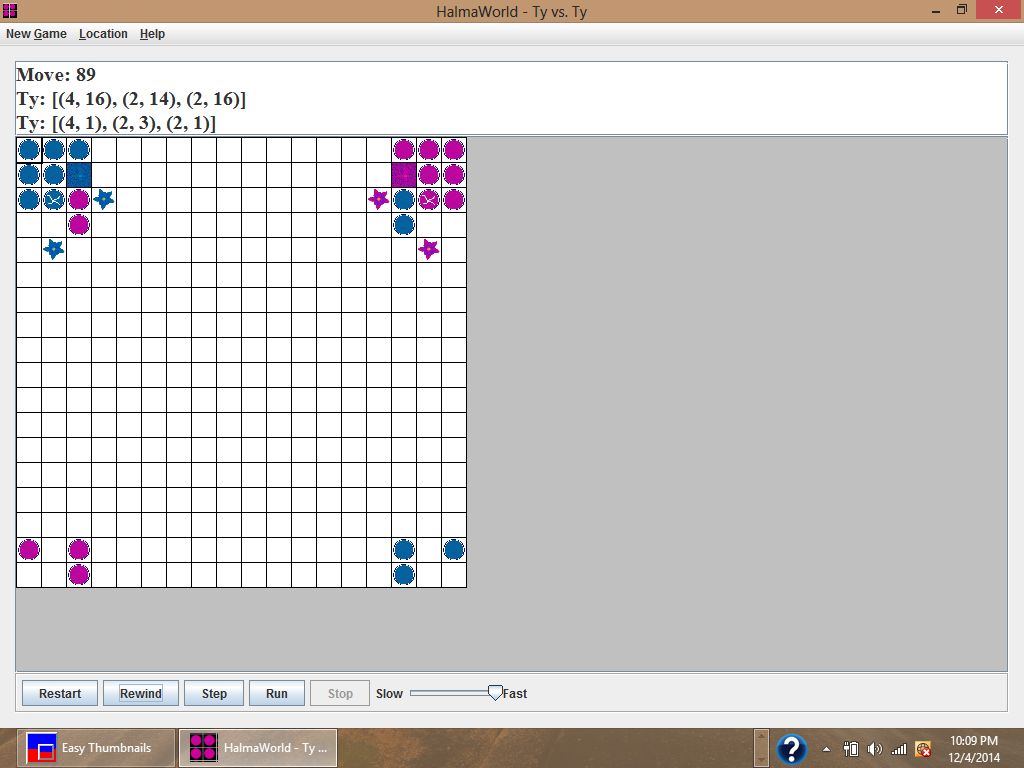 HalmaWorld - Ty vs. Ty
New Game Location Help
Move: 89
Ty: [(4, 16), (2, 14), (2, 16)]
Ty: [(4, 1), (2, 3), (2, 1)]
Restart Rewind Step Run Stop Slow Fast
Easy Thumbnails HalmaWorld - Ty ... 10:09 PM
12/4/2014